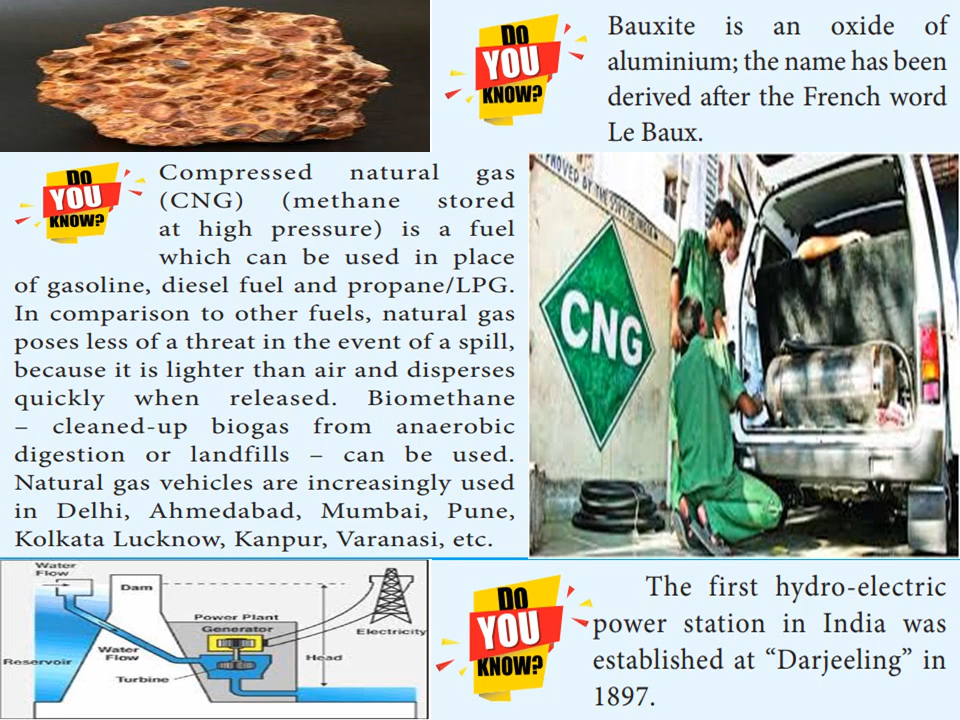 DO
YOU
KNOW?
Bauxite is an oxide of
aluminium; the name has been
derived after the French word
Le Baux.
DO
YOU
KNOW?
Compressed natural gas
(CNG) (methane stored
at high pressure) is a fuel
which can be used in place
of gasoline, diesel fuel and propane/LPG.
In comparison to other fuels, natural gas
poses less of a threat in the event of a spill,
because it is lighter than air and disperses
quickly when released. Biomethane
– cleaned-up biogas from anaerobic
digestion or landfills – can be used.
Natural gas vehicles are increasingly used
in Delhi, Ahmedabad, Mumbai, Pune,
Kolkata Lucknow, Kanpur, Varanasi, etc.
BY THE GOVT. OF INDIA
CNG
Water
Flow
Dam
Power Plant
Generator
Electricity
Reservoir
Water
Flow
Head
Turbine
DO
YOU
KNOW?
The first hydro-electric
power station in India was
established at “Darjeeling” in
1897.